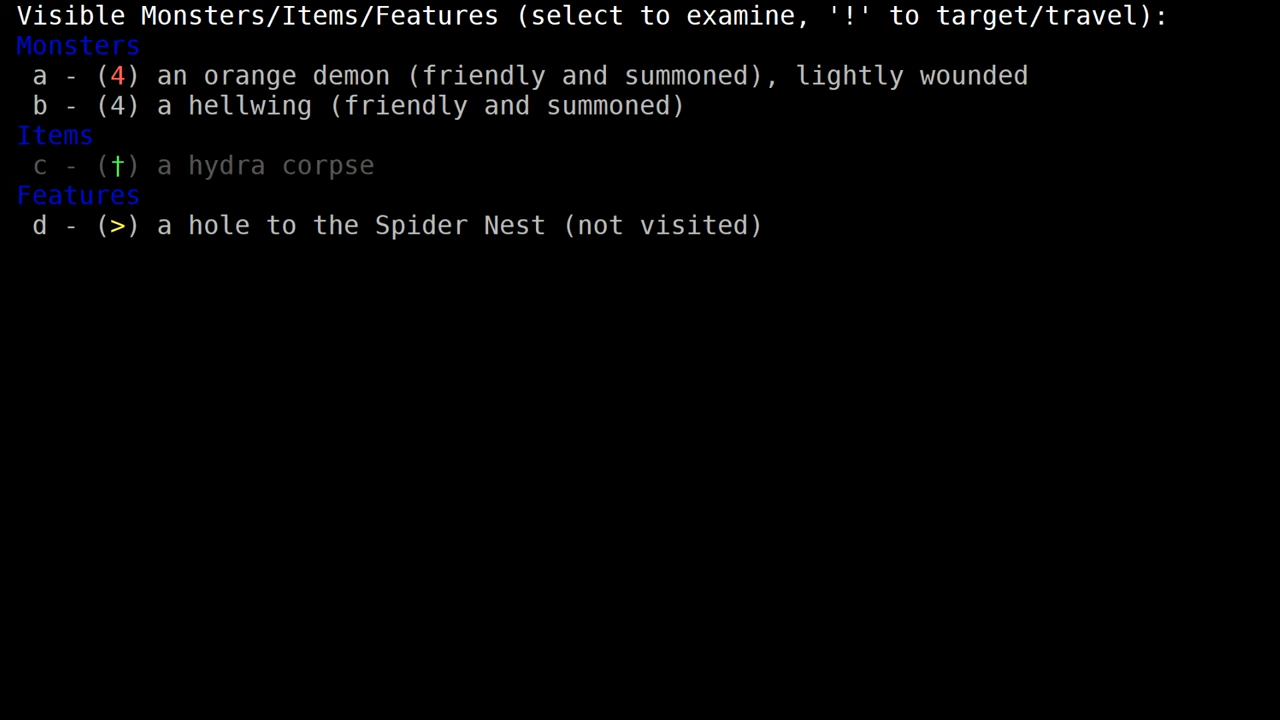 Visible Monsters/Items/Features (select to examine, '!' to target/travel):
Monsters
a - (4) an orange demon (friendly and summoned), lightly wounded
b - (4) a hellwing (friendly and summoned)
Items
c - (†) a hydra corpse
Features
d - (>) a hole to the Spider Nest (not visited)